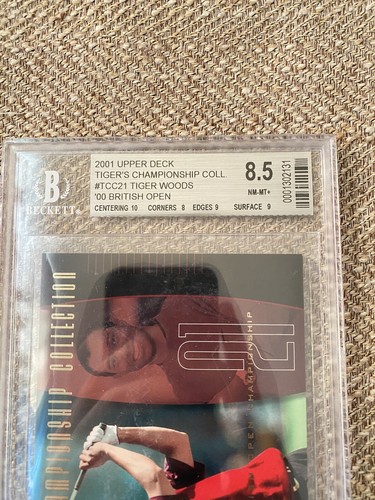 2001 UPPER DECK
TIGER'S CHAMPIONSHIP COLL.
#TCC21 TIGER WOODS
'00 BRITISH OPEN
CENTERING 10 CORNERS 8 EDGES 9 SURFACE 9
8.5
NM-MT+
0001302131
B
BECKETT
COLLECTION
21
CHAMPIONSHIP